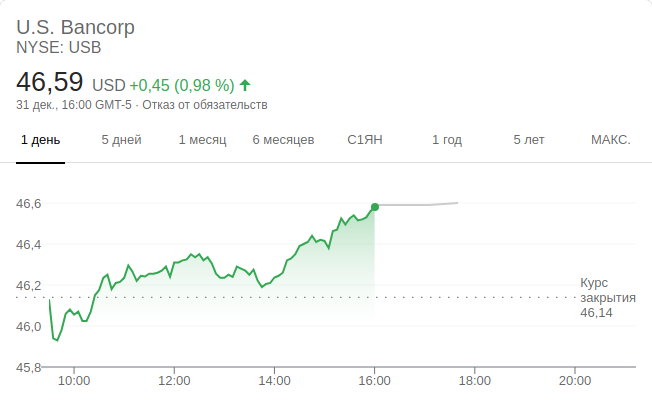 U.S. Bancorp
NYSE: USB
46,59 USD +0,45 (0,98 %)
31 дек., 16:00 GMT-5 · Отказ от обязательств
1 день 5 дней 1 месяц 6 месяцев С1ЯН 1 год 5 лет МАКС.
46,6
46,4
46,2
46,0
45,8
Курс
закрытия
46,14
10:00 12:00 14:00 16:00 18:00 20:00